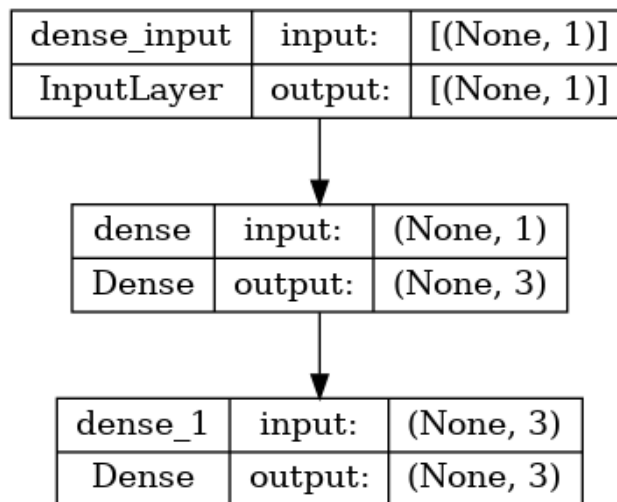 dense_input input: [(None, 1)]
InputLayer output: [(None, 1)]
dense input: (None, 1)
Dense output: (None, 3)
dense_1 input: (None, 3)
Dense output: (None, 3)